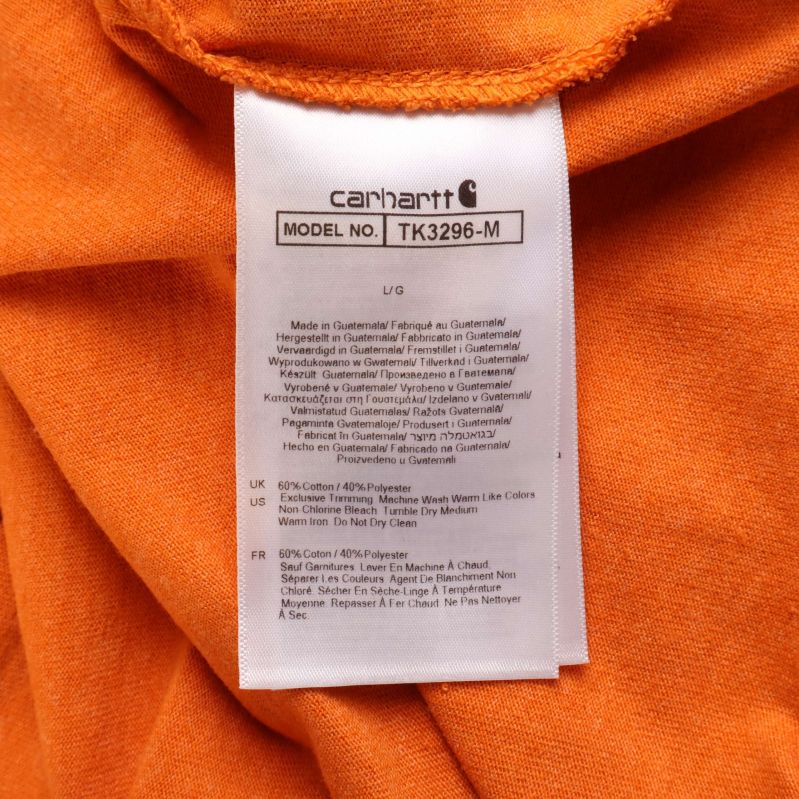 carhartt
MODEL NO. TK3296-M
L/G
Made in Guatemala/ Fabriqué au Guatemala/
Hergestellt in Guatemala/ Fabbricato in Guatemala/
Vervaardigd in Guatemala/ Fremstillet i Guatemala/
Wyprodukowano w Gwatemali/ Tillverkad i Guatemala/
Készült Guatemala/ Произведено в Гватемала/
Vyrobené v Guatemale/ Vyrobeno v Guatemale/
Κατασκευάζεται στη Γουατεμάλα/ Izdelano v Gvatemali/
Valmistatud Guatemalas/ Ražots Gvatemalā/
Pagaminta Gvatemaloje/ Produsert i Guatemala/
Fabricat în Guatemala/ בגואטמלה מיוצר/
Hecho en Guatemala/ Fabricado na Guatemala/
Proizvedeno u Gvatemali
UK 60% Cotton / 40% Polyester
US Exclusive Trimming Machine Wash Warm Like Colors
Non-Chlorine Bleach Tumble Dry Medium
Warm Iron Do Not Dry Clean
FR 60% Coton / 40% Polyester
Sauf Garnitures Laver En Machine À Chaud,
Séparer Les Couleurs Agent De Blanchiment Non
Chloré. Sécher En Sèche-Linge À Température
Moyenne. Repasser À Fer Chaud. Ne Pas Nettoyer
À Sec